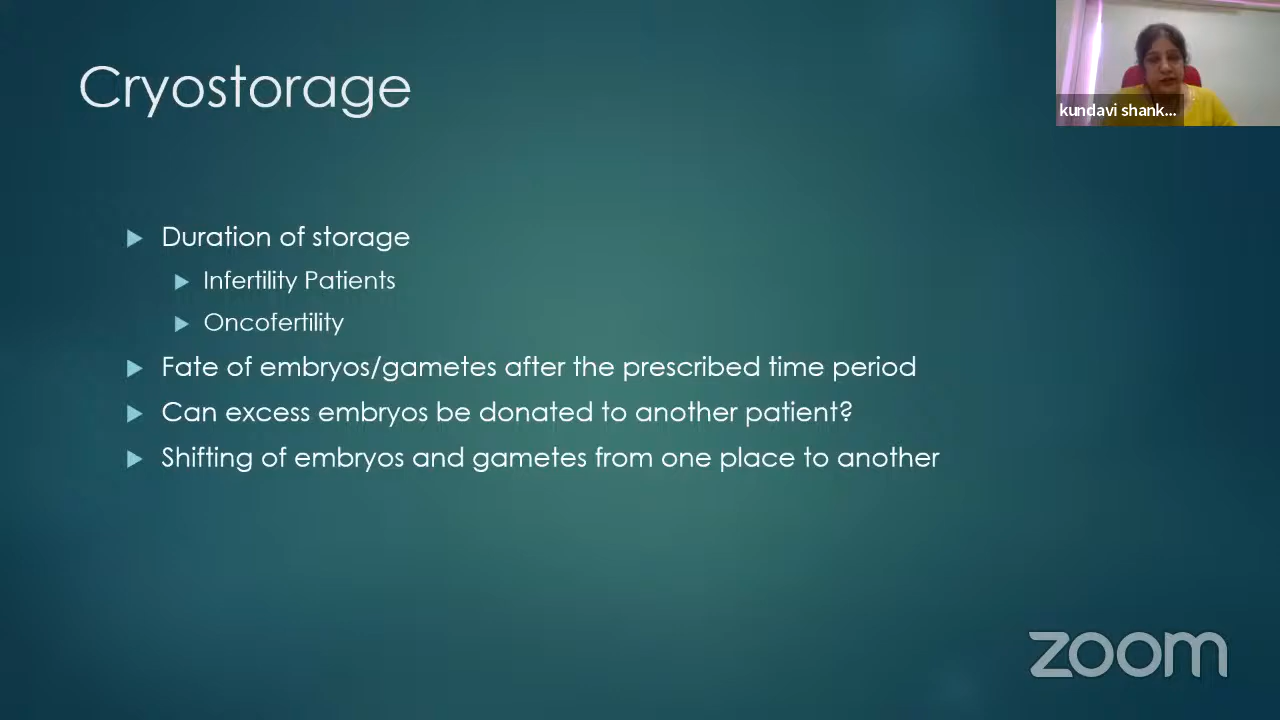 Cryostorage
kundavi shank...
Duration of storage
Infertility Patients
Oncofertility
Fate of embryos/gametes after the prescribed time period
Can excess embryos be donated to another patient?
Shifting of embryos and gametes from one place to another
zoom